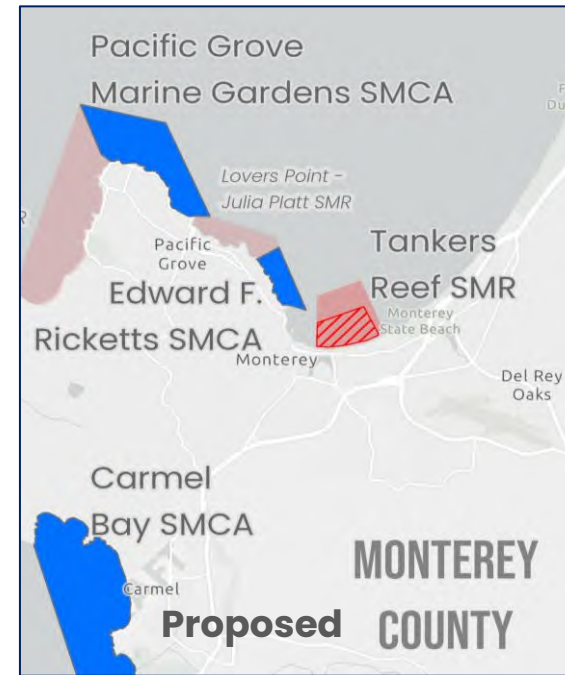 Pacific Grove
Marine Gardens SMCA
Lovers Point -
Julia Platt SMR
Pacific
Grove
Tankers
Reef SMR
Edward F.
Ricketts SMCA
Monterey
State Beach
Monterey
Del Rey
Oaks
Carmel
Bay SMCA
Carmel
MONTEREY
COUNTY
Proposed